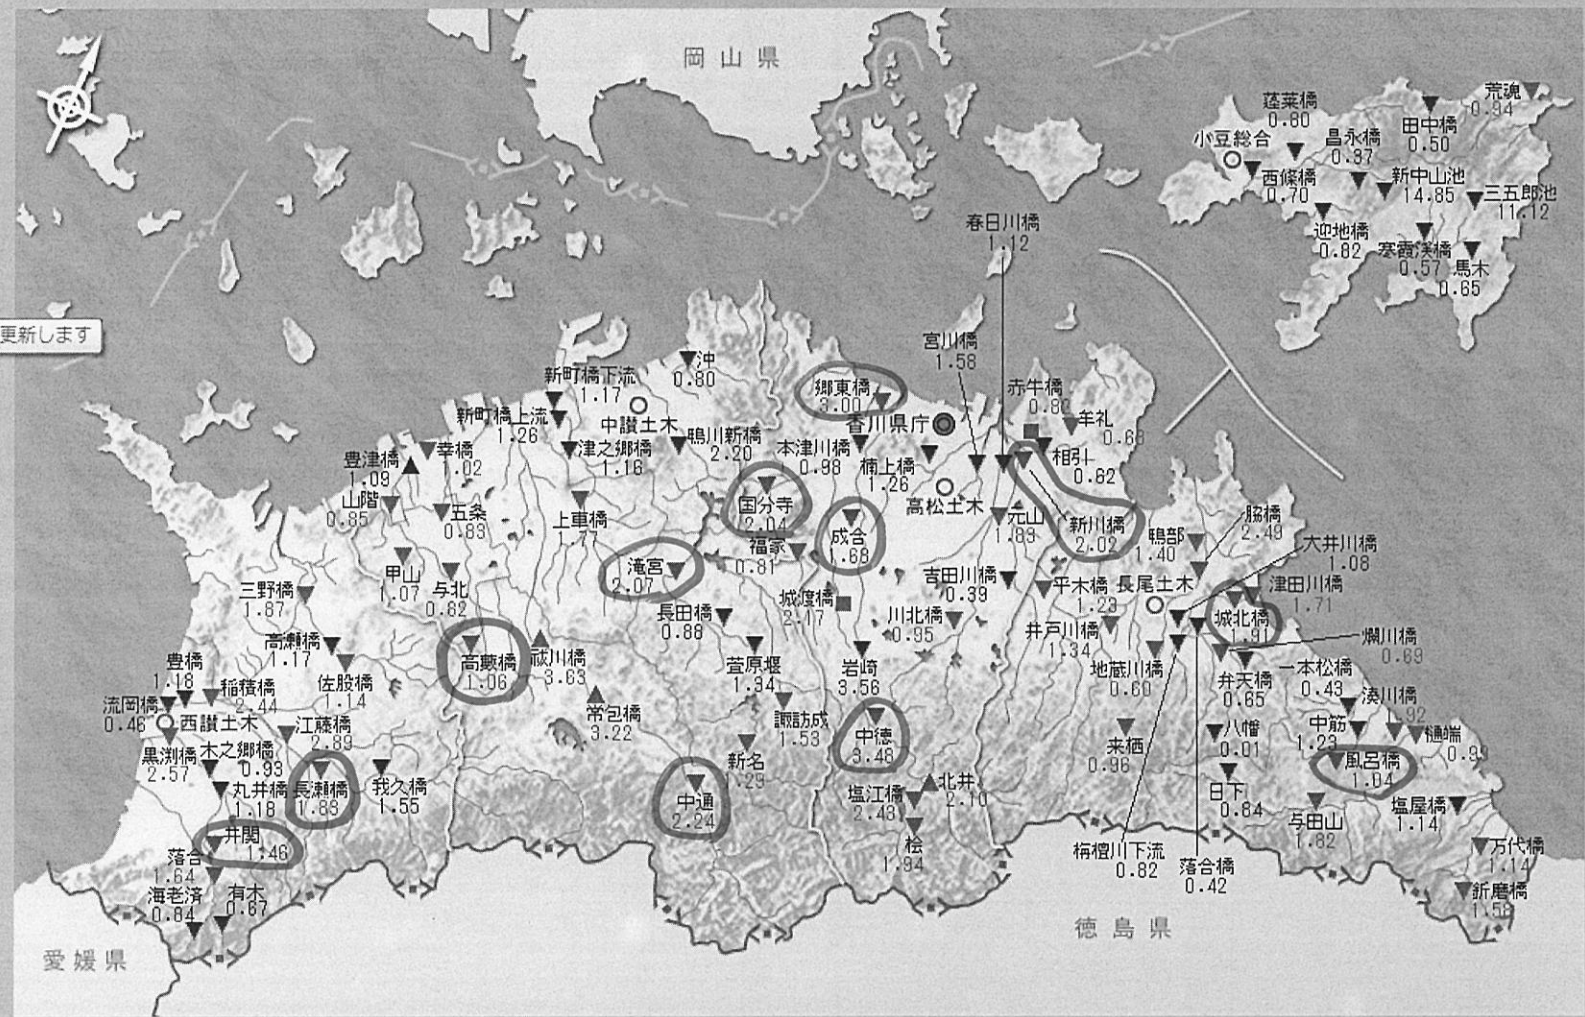 岡山県
荒魂
0.94
蓬莱橋
0.80
田中橋
0.50
小豆総合
昌永橋
0.37
西條橋
0.70
新中山池
14.85
三五郎池
11.12
迎地橋
0.82
寒霞渓橋
0.57
馬木
0.65
春日川橋
1.12
更新します
宮川橋
1.58
沖
0.80
新町橋下流
1.17
郷東橋
3.00
赤牛橋
新町橋上流
1.26
中讃土木
香川県庁
牟礼
0.68
鴨川新橋
2.20
本津川橋
0.98
楠上橋
1.26
相引
0.62
幸橋
1.02
豊津橋
1.09
津之郷橋
1.16
山階
0.85
五条
0.83
上車橋
1.77
国分寺
2.04
成合
1.68
高松土木
元山
1.83
新川橋
2.02
鴨部
1.40
脇橋
2.49
大井川橋
1.08
福家
0.81
滝宮
2.07
甲山
1.07
与北
0.82
三野橋
1.87
吉田川橋
0.39
平木橋
1.23
長尾土木
津田川橋
1.71
城渡橋
2.17
長田橋
0.88
川北橋
0.95
井戸川橋
1.34
城北橋
1.91
爛川橋
0.69
高瀬橋
1.17
高藪橋
1.06
祓川橋
3.63
萱原堰
1.34
岩崎
3.56
地蔵川橋
0.60
弁天橋
0.65
一本松橋
0.43
豊橋
1.18
稲積橋
2.44
佐股橋
1.14
流岡橋
0.46
西讃土木
常包橋
3.22
諏訪成
1.53
中徳
3.48
来栖
0.96
八幡
0.01
中筋
1.23
湊川橋
樋端
0.99
江藤橋
2.89
黒渕橋
2.57
木之郷橋
0.93
新名
1.29
風呂橋
1.04
丸井橋
1.18
長瀬橋
1.83
我久橋
1.55
中通
2.24
塩江橋
2.43
北井
2.10
日下
0.84
与田山
1.82
塩屋橋
1.14
井関
1.46
桧
1.94
栴檀川下流
0.82
落合橋
0.42
万代橋
1.14
落合
1.64
海老済
0.84
有木
0.67
釿磨橋
1.58
愛媛県
徳島県